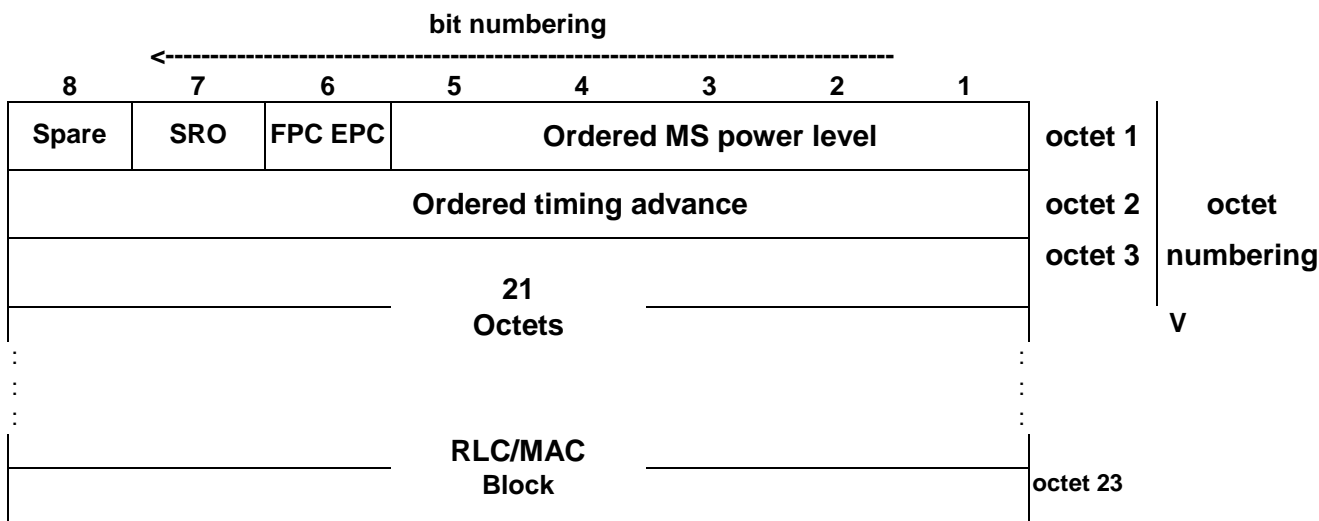 bit numbering
<--------------------------------------------------------------------------------
8 7 6 5 4 3 2 1
Spare SRO FPC EPC Ordered MS power level octet 1
Ordered timing advance octet 2 octet
octet 3 numbering
21
Octets V
: :
: :
: :
RLC/MAC
Block octet 23